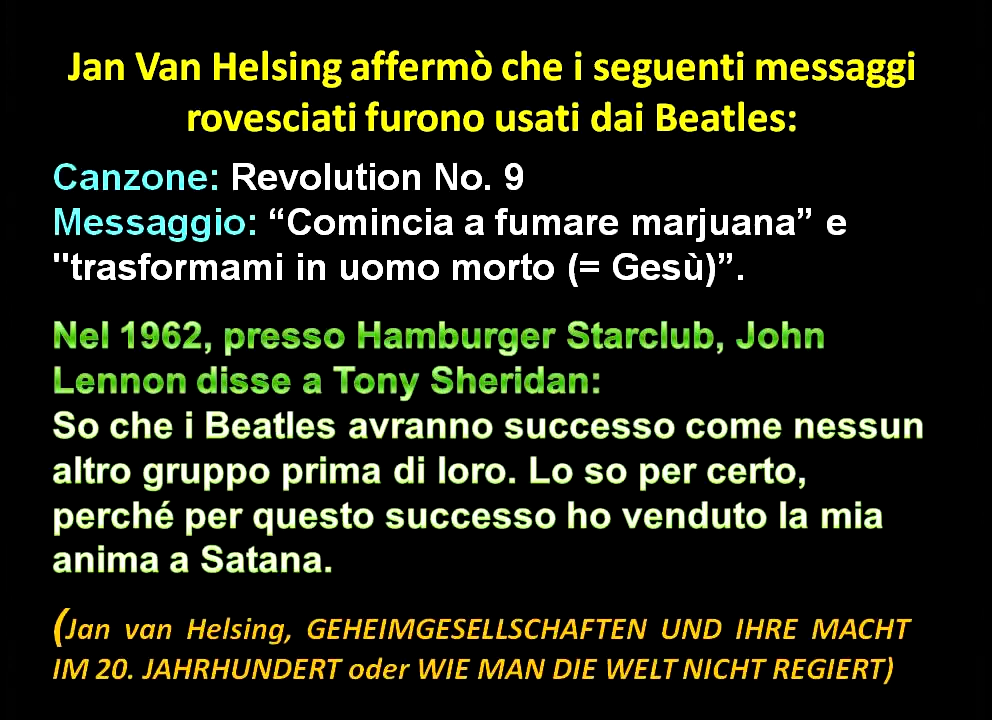 Jan Van Helsing affermò che i seguenti messaggi
rovesciati furono usati dai Beatles:
Canzone: Revolution No. 9
Messaggio: “Comincia a fumare marjuana” e
"trasformami in uomo morto (= Gesù)”.
Nel 1962, presso Hamburger Starclub, John
Lennon disse a Tony Sheridan:
So che i Beatles avranno successo come nessun
altro gruppo prima di loro. Lo so per certo,
perché per questo successo ho venduto la mia
anima a Satana.
(Jan van Helsing, GEHEIMGESELLSCHAFTEN UND IHRE MACHT
IM 20. JAHRHUNDERT oder WIE MAN DIE WELT NICHT REGIERT)